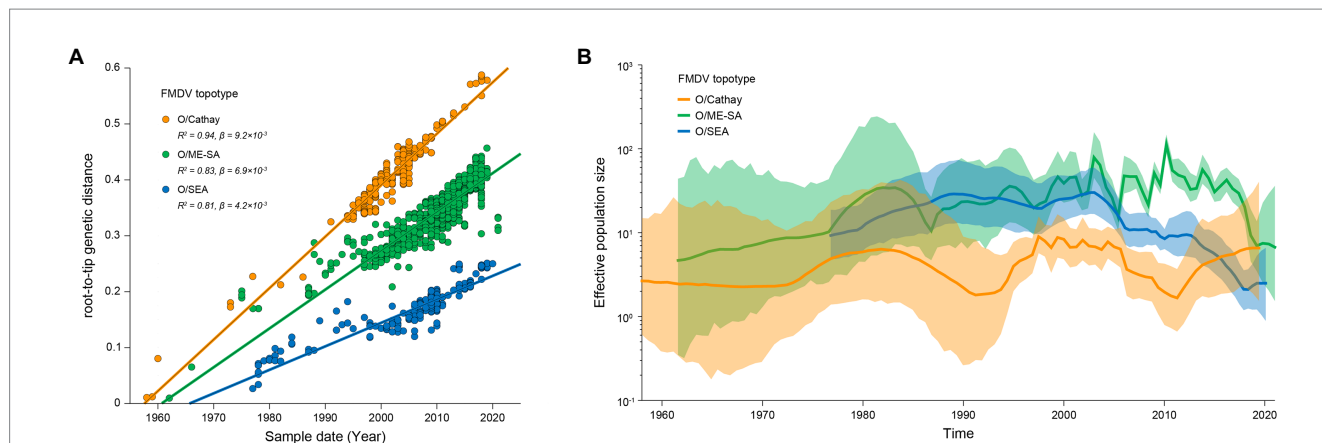 A
0.6
0.5
0.4
0.3
0.2
0.1
0
root-to-tip genetic distance
FMDV topotype
O/Cathay
R² = 0.94, β = 9.2×10⁻³
O/ME-SA
R² = 0.83, β = 6.9×10⁻³
O/SEA
R² = 0.81, β = 4.2×10⁻³
1960 1970 1980 1990 2000 2010 2020
Sample date (Year)
B
10³
10²
10¹
10⁰
10⁻¹
Effective population size
FMDV topotype
O/Cathay
O/ME-SA
O/SEA
1960 1970 1980 1990 2000 2010 2020
Time